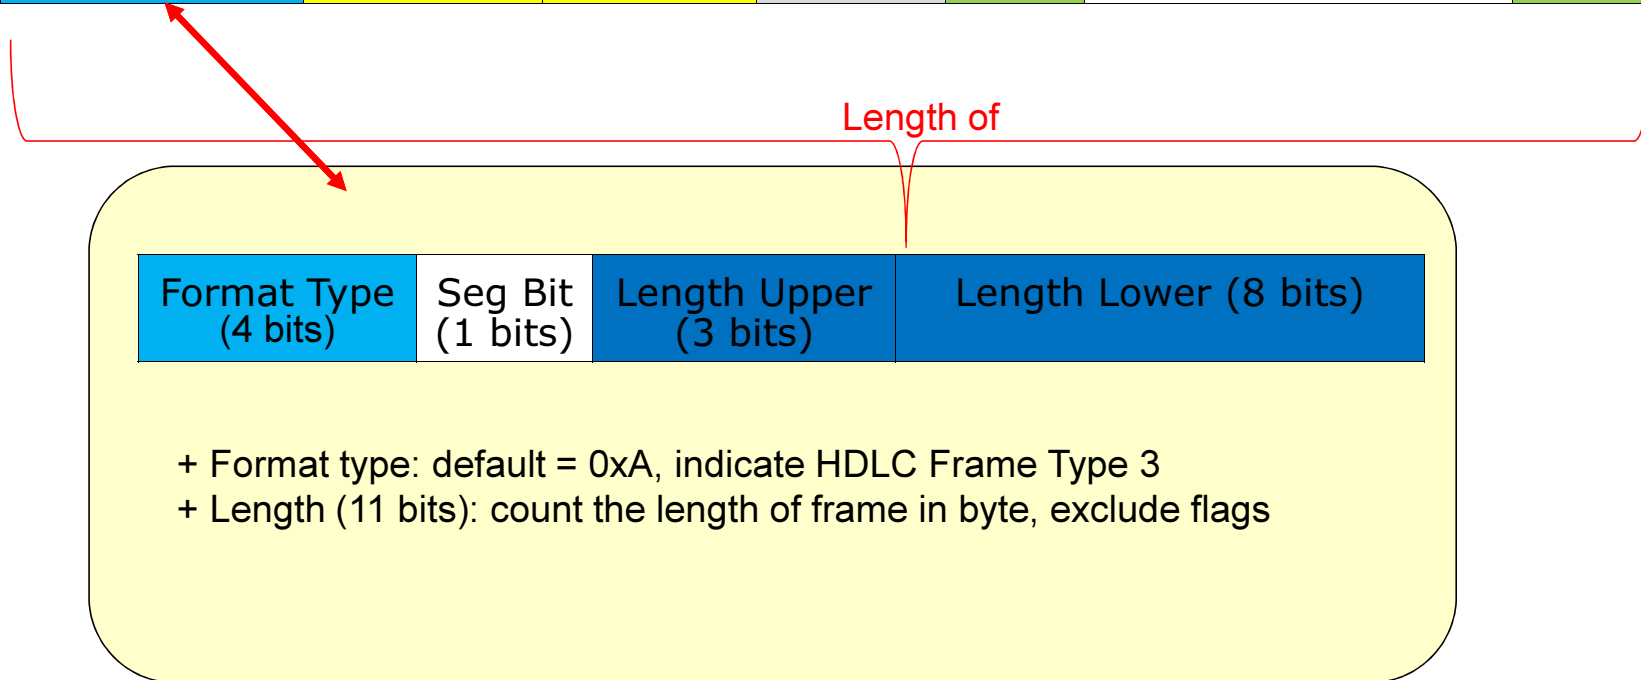 Length of
Format Type
(4 bits)
Seg Bit
(1 bits)
Length Upper
(3 bits)
Length Lower (8 bits)
+ Format type: default = 0xA, indicate HDLC Frame Type 3
+ Length (11 bits): count the length of frame in byte, exclude flags